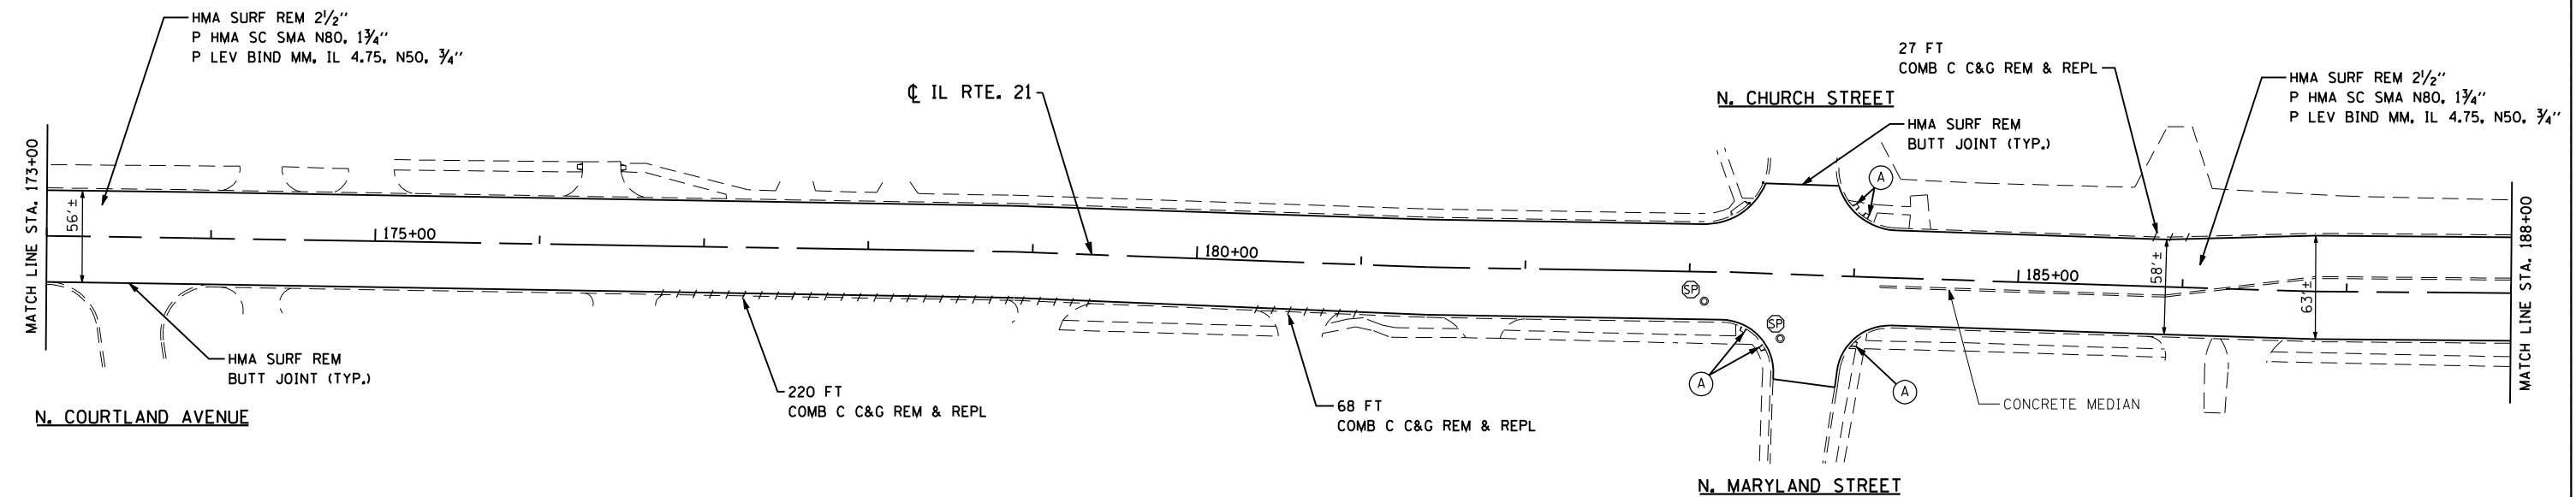 HMA SURF REM 2½"
P HMA SC SMA N80, 1¾"
P LEV BIND MM, IL 4.75, N50, ¾"
℄ IL RTE. 21
27 FT
COMB C C&G REM & REPL
HMA SURF REM 2½"
P HMA SC SMA N80, 1¾"
P LEV BIND MM, IL 4.75, N50, ¾"
N. CHURCH STREET
HMA SURF REM
BUTT JOINT (TYP.)
A
MATCH LINE STA. 173+00
56'±
175+00
180+00
185+00
58'±
63'±
MATCH LINE STA. 188+00
SP
SP
HMA SURF REM
BUTT JOINT (TYP.)
220 FT
COMB C C&G REM & REPL
68 FT
COMB C C&G REM & REPL
A
A
CONCRETE MEDIAN
N. COURTLAND AVENUE
N. MARYLAND STREET